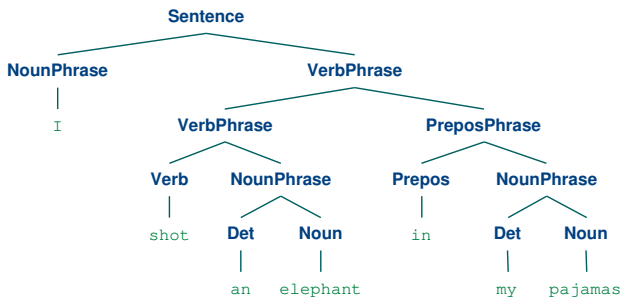 Sentence
NounPhrase VerbPhrase
I VerbPhrase PreposPhrase
Verb NounPhrase Prepos NounPhrase
shot Det Noun in Det Noun
an elephant my pajamas